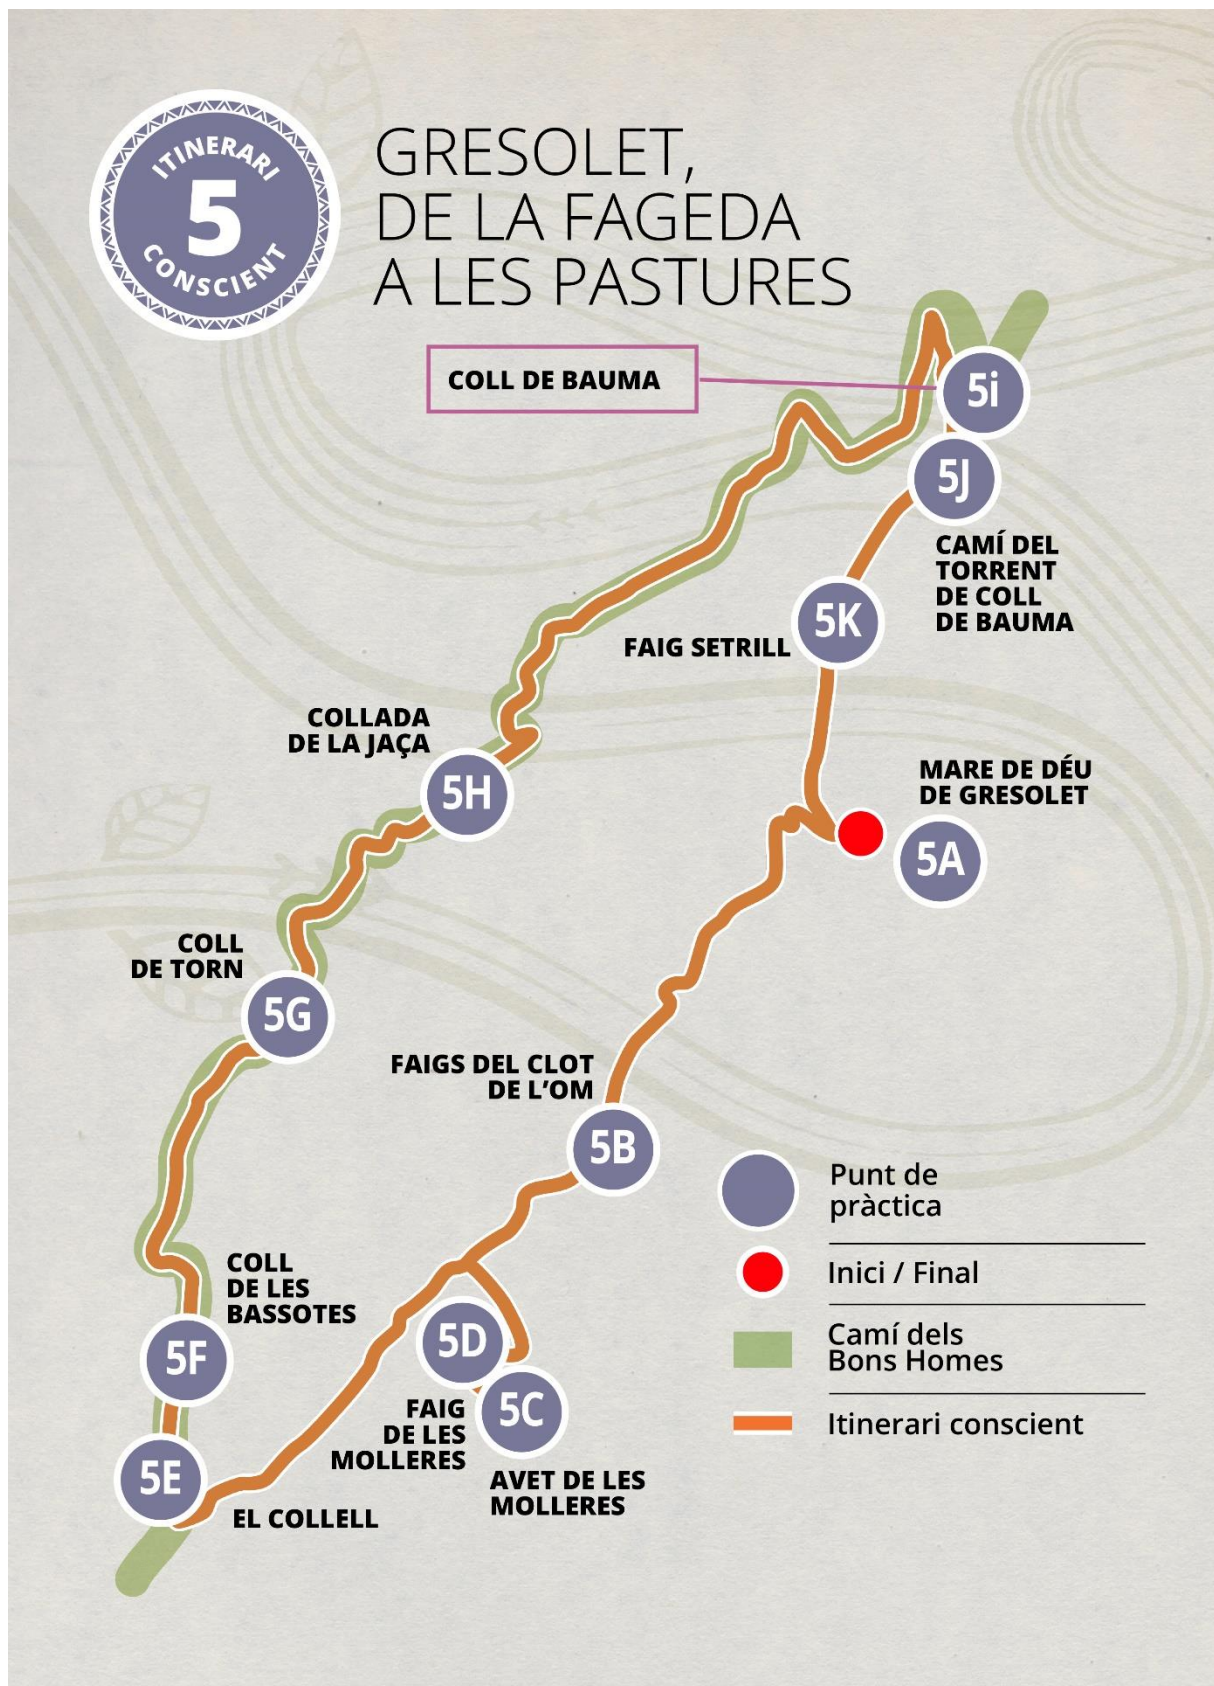 ITINERARI
5
CONSCIENT
GRESOLET,
DE LA FAGEDA
A LES PASTURES
COLL DE BAUMA
5i
5J
CAMÍ DEL
TORRENT
DE COLL
DE BAUMA
5K
FAIG SETRILL
COLLADA
DE LA JAÇA
5H
MARE DE DÉU
DE GRESOLET
5A
COLL
DE TORN
5G
FAIGS DEL CLOT
DE L'OM
5B
COLL
DE LES
BASSOTES
5F
5D
FAIG
DE LES
MOLLERES
5C
AVET DE LES
MOLLERES
5E
EL COLLELL
Punt de
pràctica
Inici / Final
Camí dels
Bons Homes
Itinerari conscient